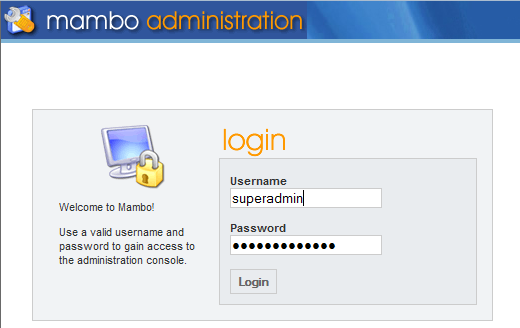 mambo administration
login
Welcome to Mambo!
Use a valid username and
password to gain access to
the administration console.
Username
superadmin
Password
●●●●●●●●●●●●●
Login